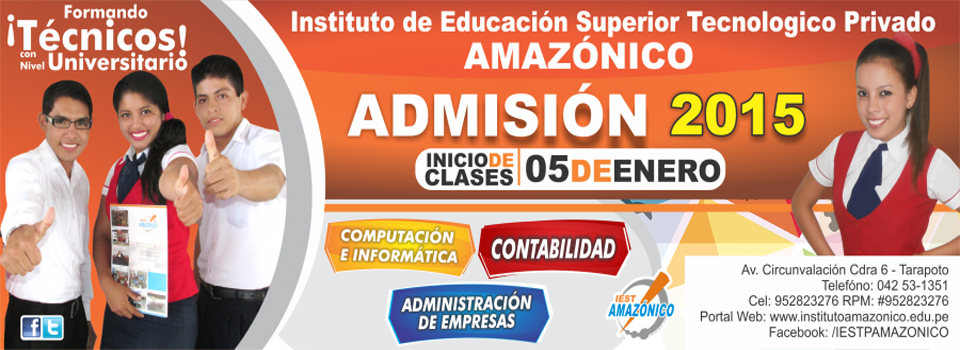 Formando
¡Técnicos!
con
Nivel Universitario
Instituto de Educación Superior Tecnologico Privado
AMAZÓNICO
ADMISIÓN 2015
INICIO DE
CLASES
05 DE ENERO
COMPUTACIÓN
E INFORMÁTICA
CONTABILIDAD
ADMINISTRACIÓN
DE EMPRESAS
IEST
AMAZÓNICO
AMAZÓNICO
Av. Circunvalación Cdra 6 - Tarapoto
Telefóno: 042 53-1351
Cel: 952823276 RPM: #952823276
Portal Web: www.institutoamazonico.edu.pe
Facebook: /IESTPAMAZONICO